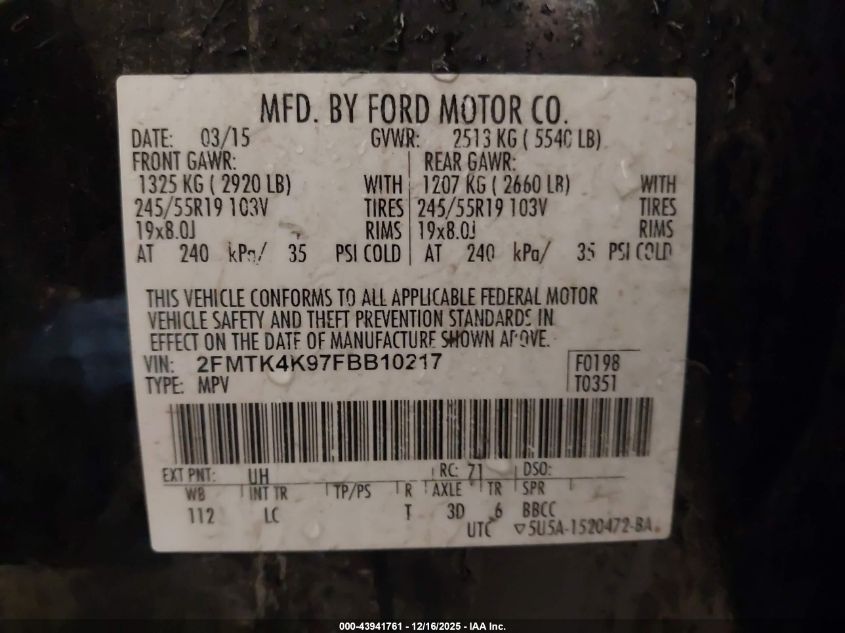 MFD. BY FORD MOTOR CO.
DATE: 03/15 GVWR: 2513 KG ( 5540 LB)
FRONT GAWR: REAR GAWR:
1325 KG ( 2920 LB) WITH 1207 KG ( 2660 LB) WITH
245/55R19 103V TIRES 245/55R19 103V TIRES
19x8.0J RIMS 19x8.0J RIMS
AT 240 kPa/ 35 PSI COLD AT 240 kPa/ 35 PSI COLD
THIS VEHICLE CONFORMS TO ALL APPLICABLE FEDERAL MOTOR
VEHICLE SAFETY AND THEFT PREVENTION STANDARDS IN
EFFECT ON THE DATE OF MANUFACTURE SHOWN ABOVE.
VIN: 2FMTK4K97FBB10217 F0198
TYPE: MPV T0351
EXT PNT: UH RC: 71 DSO:
WB INT TR TP/PS R AXLE TR SPR
112 LC T 3D 6 BBCC
UTC ▽5U5A-1520472-BA
000-43941761 - 12/16/2025 - IAA Inc.